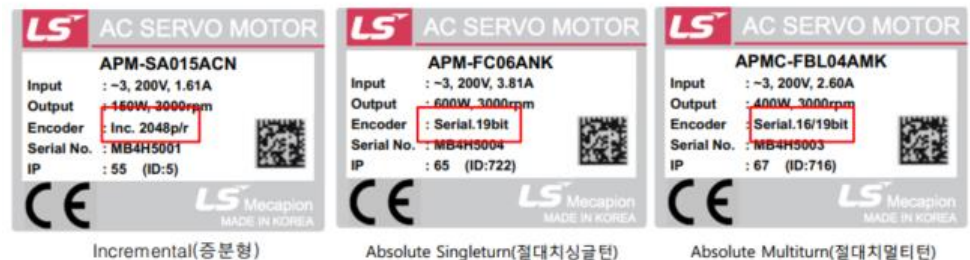 LS AC SERVO MOTOR
APM-SA015ACN
Input : ~3, 200V, 1.61A
Output : 150W, 3000rpm
Encoder : Inc. 2048p/r
Serial No. : MB4H5001
IP : 55 (ID:5)
CE LS Mecapion
MADE IN KOREA
Incremental(증분형)
LS AC SERVO MOTOR
APM-FC06ANK
Input : ~3, 200V, 3.81A
Output : 600W, 3000rpm
Encoder : Serial.19bit
Serial No. : MB4H5004
IP : 65 (ID:722)
CE LS Mecapion
MADE IN KOREA
Absolute Singleturn(절대치싱글턴)
LS AC SERVO MOTOR
APMC-FBL04AMK
Input : ~3, 200V, 2.60A
Output : 400W, 3000rpm
Encoder : Serial.16/19bit
Serial No. : MB4H5003
IP : 67 (ID:716)
CE LS Mecapion
MADE IN KOREA
Absolute Multiturn(절대치멀티턴)